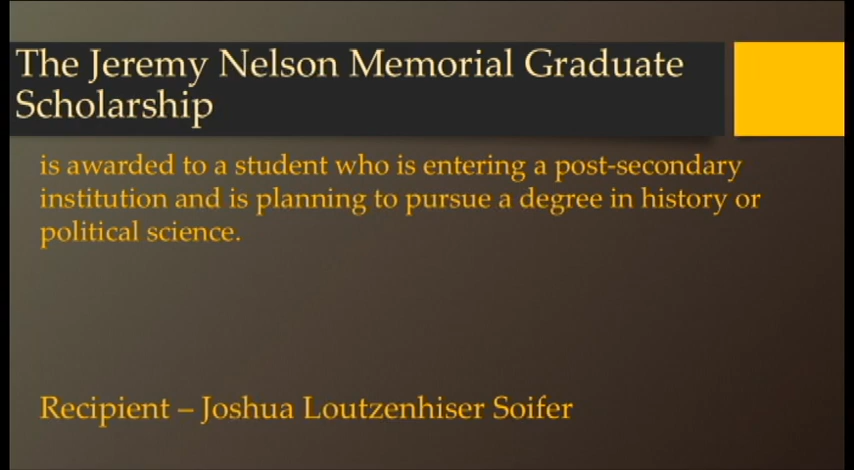 The Jeremy Nelson Memorial Graduate
Scholarship
is awarded to a student who is entering a post-secondary
institution and is planning to pursue a degree in history or
political science.
Recipient – Joshua Loutzenhiser Soifer